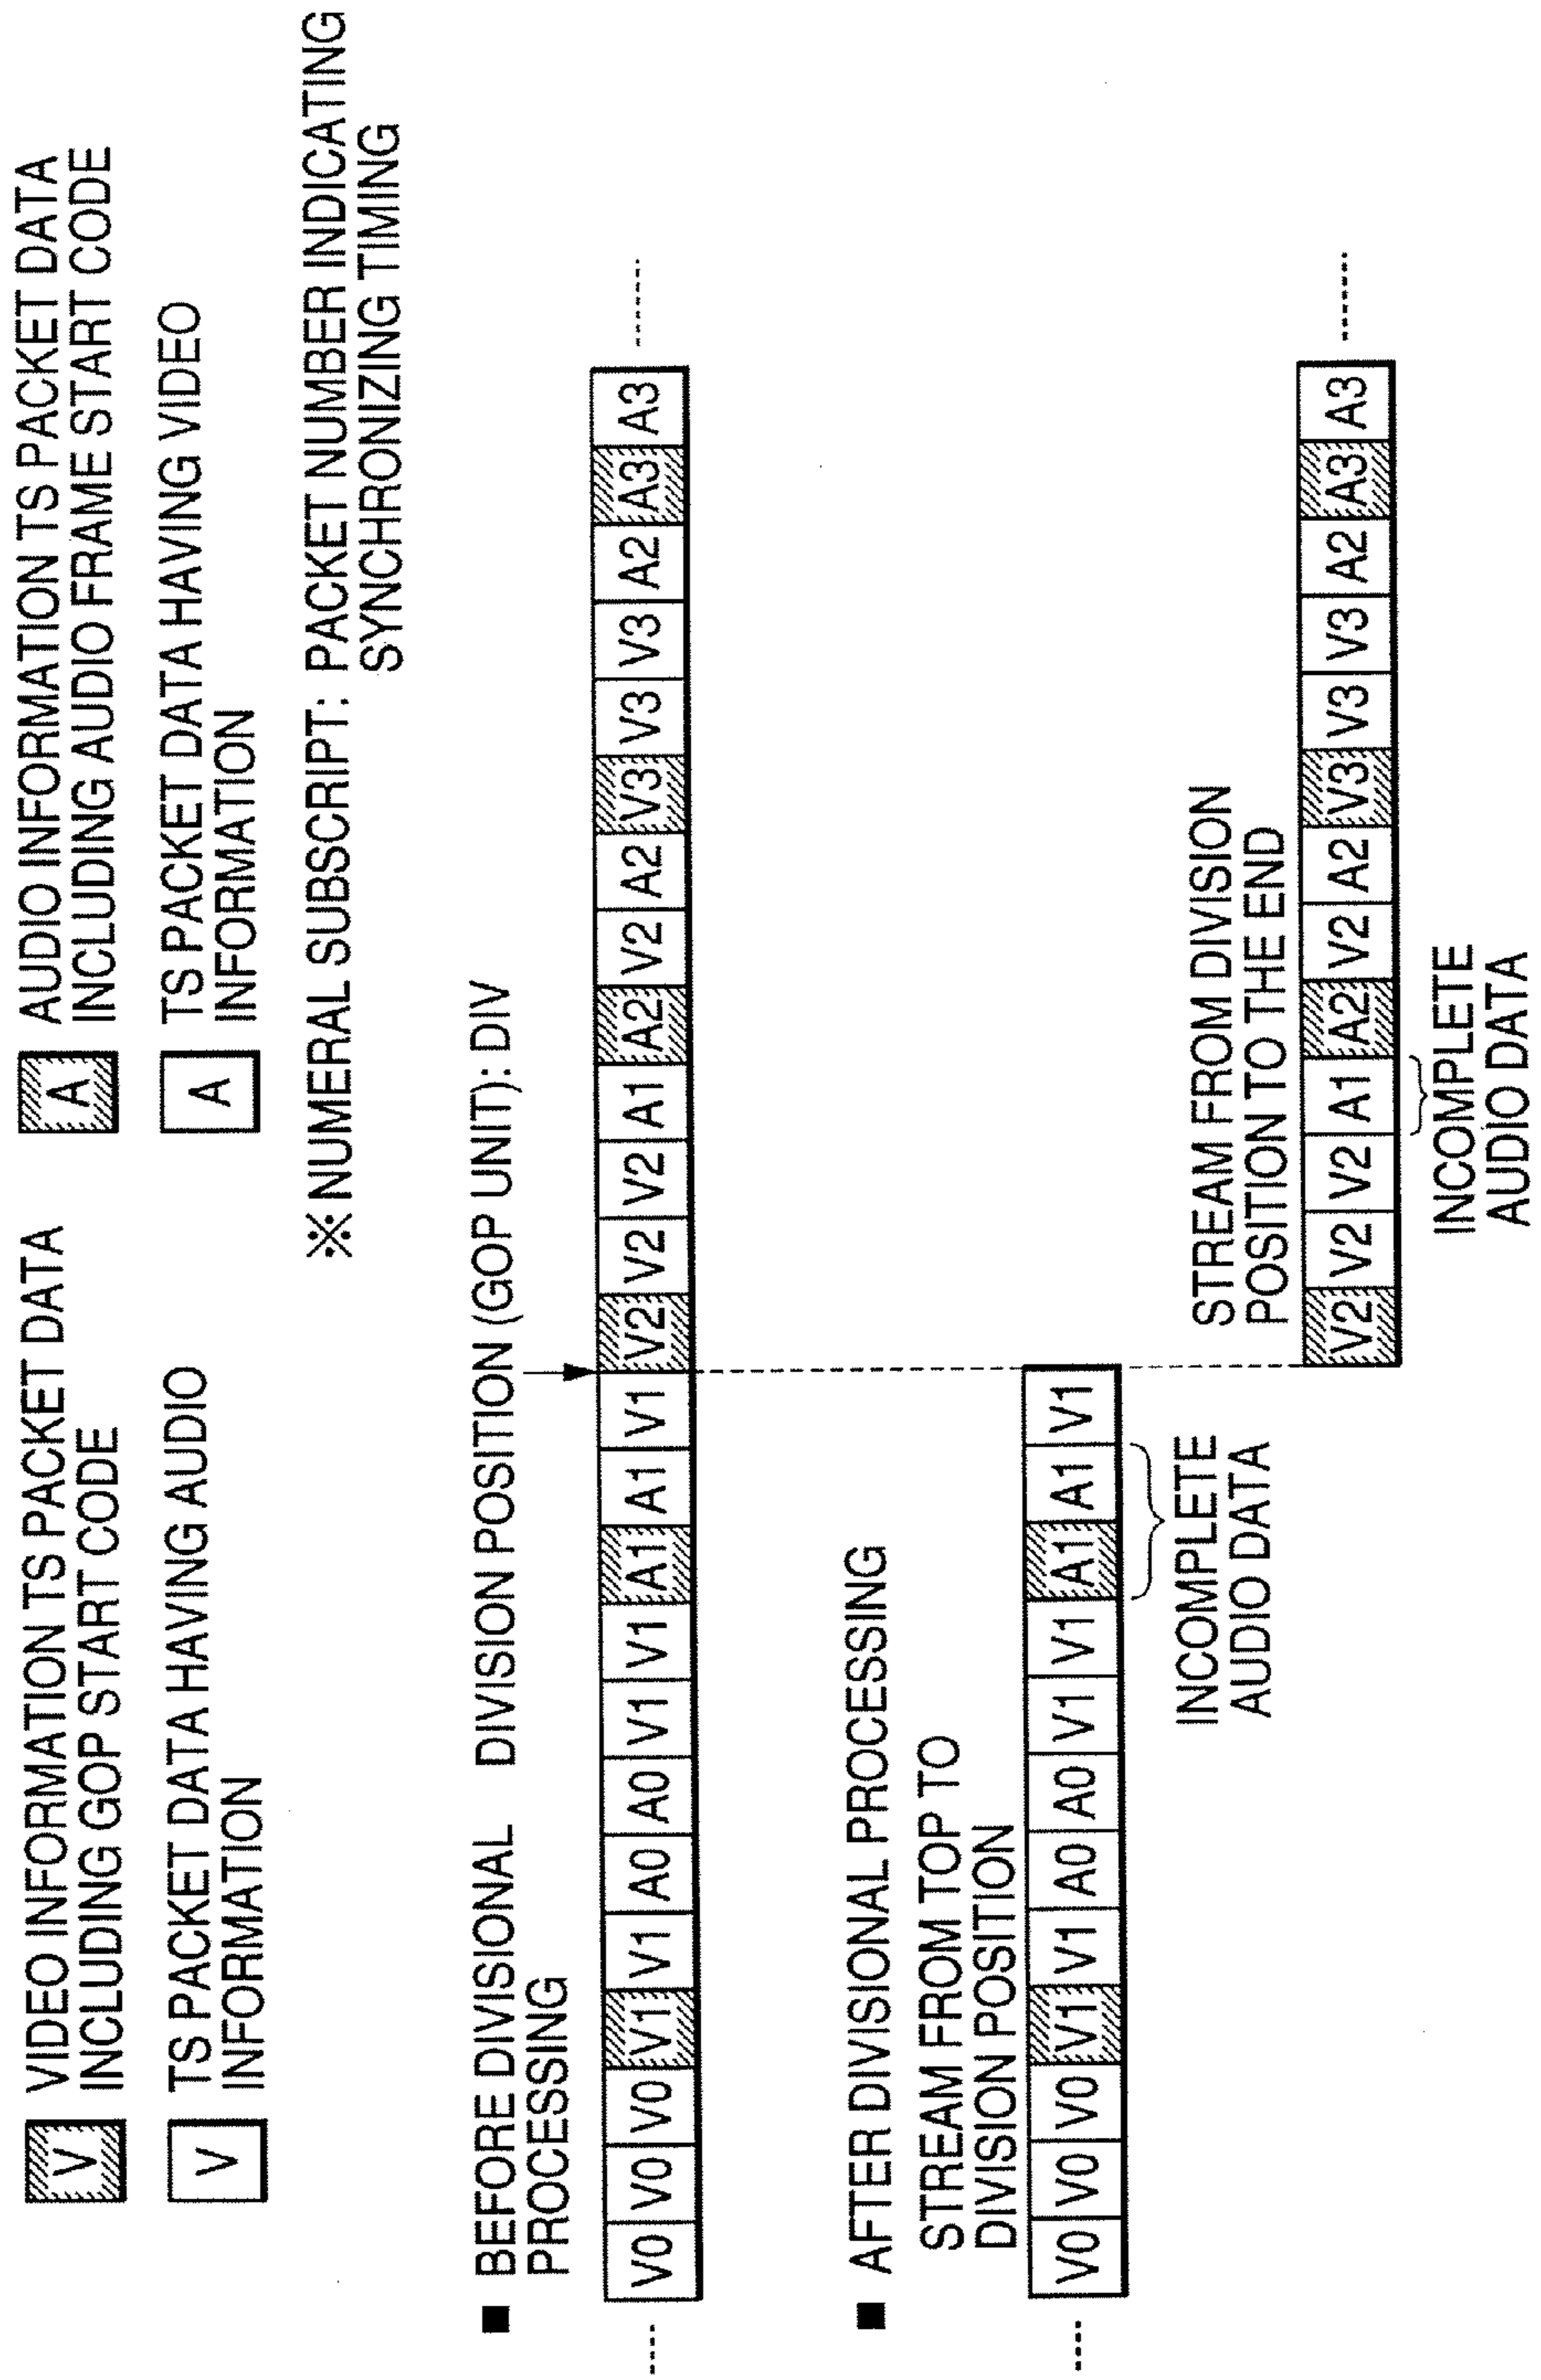 V
VIDEO INFORMATION TS PACKET DATA
INCLUDING GOP START CODE
A
AUDIO INFORMATION TS PACKET DATA
INCLUDING AUDIO FRAME START CODE
V
TS PACKET DATA HAVING AUDIO
INFORMATION
A
TS PACKET DATA HAVING VIDEO
INFORMATION
※ NUMERAL SUBSCRIPT: PACKET NUMBER INDICATING
SYNCHRONIZING TIMING
■ BEFORE DIVISIONAL
PROCESSING
DIVISION POSITION (GOP UNIT): DIV
---- V0 V0 V0 V1 V1 A0 A0 V1 V1 A1 A1 V1 V2 V2 V2 A1 A2 V2 A2 V3 V3 V3 A2 A3 A3 ------
■ AFTER DIVISIONAL PROCESSING
STREAM FROM TOP TO
DIVISION POSITION
---- V0 V0 V0 V1 V1 A0 A0 V1 V1 A1 A1 V1
INCOMPLETE
AUDIO DATA
STREAM FROM DIVISION
POSITION TO THE END
V2 V2 V2 A1 A2 V2 A2 V3 V3 V3 A2 A3 A3 ------
INCOMPLETE
AUDIO DATA